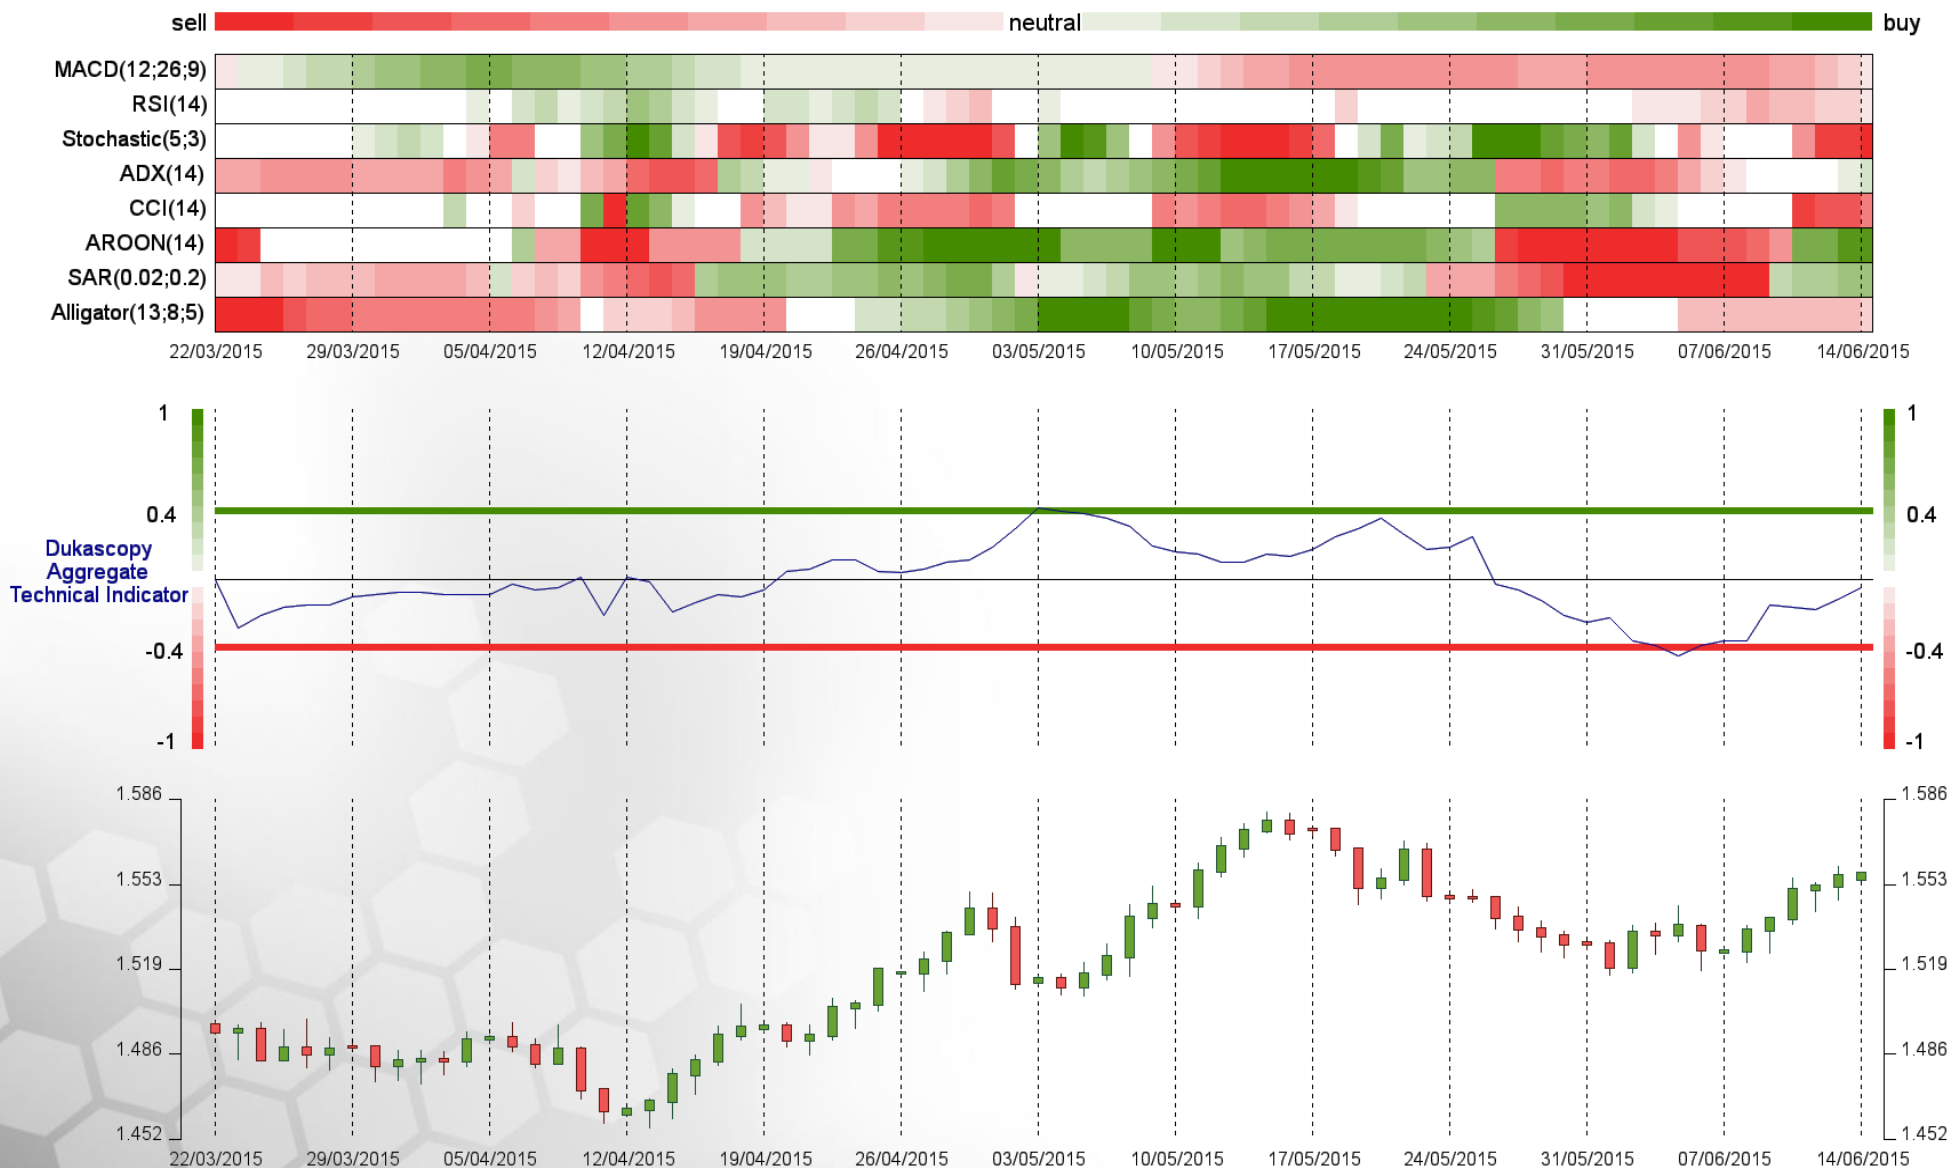 sell neutral buy
MACD(12;26;9)
RSI(14)
Stochastic(5;3)
ADX(14)
CCI(14)
AROON(14)
SAR(0.02;0.2)
Alligator(13;8;5)
22/03/2015 29/03/2015 05/04/2015 12/04/2015 19/04/2015 26/04/2015 03/05/2015 10/05/2015 17/05/2015 24/05/2015 31/05/2015 07/06/2015 14/06/2015
1 1
0.4 0.4
Dukascopy
Aggregate
Technical Indicator
-0.4 -0.4
-1 -1
1.586 1.586
1.553 1.553
1.519 1.519
1.486 1.486
1.452 1.452
22/03/2015 29/03/2015 05/04/2015 12/04/2015 19/04/2015 26/04/2015 03/05/2015 10/05/2015 17/05/2015 24/05/2015 31/05/2015 07/06/2015 14/06/2015